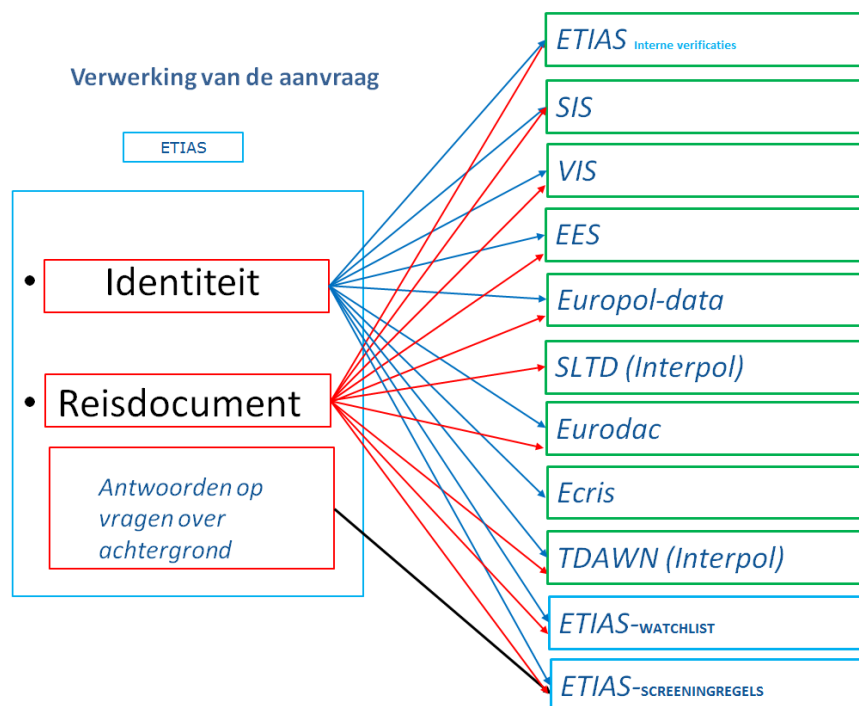 Verwerking van de aanvraag
ETIAS
• Identiteit
• Reisdocument
Antwoorden op
vragen over
achtergrond
ETIAS Interne verificaties
SIS
VIS
EES
Europol-data
SLTD (Interpol)
Eurodac
Ecris
TDAWN (Interpol)
ETIAS-WATCHLIST
ETIAS-SCREENINGREGELS